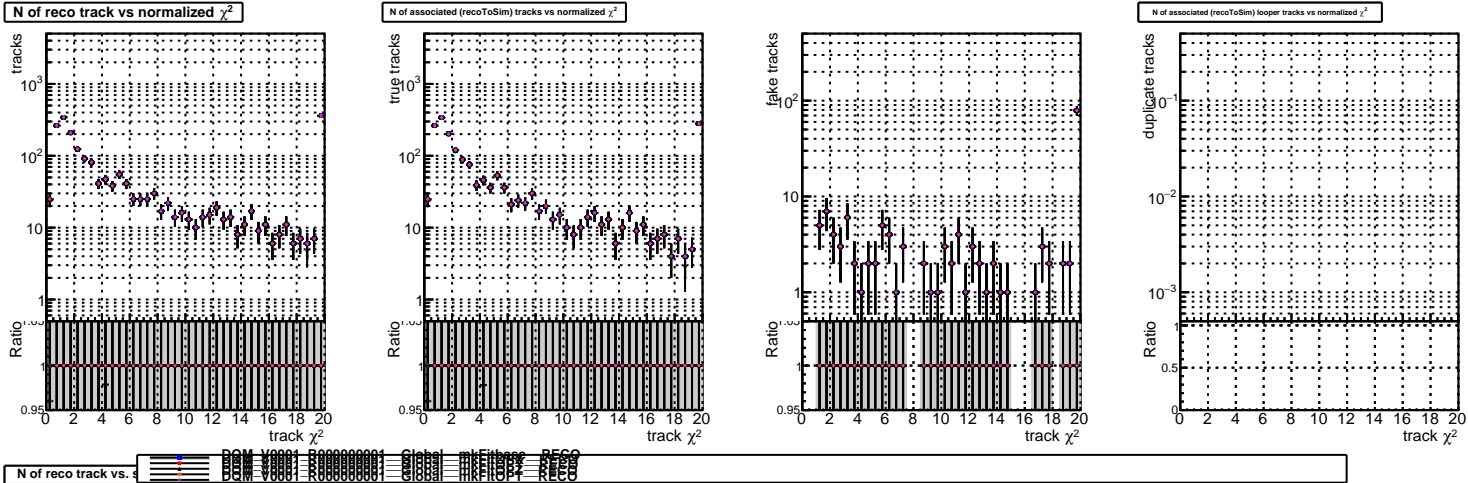 N of reco track vs normalized χ²
N of associated (recoToSim) tracks vs normalized χ²
N of associated (recoToSim) looper tracks vs normalized χ²
tracks
10³
10²
10
1
Ratio
1
0.95
0 2 4 6 8 10 12 14 16 18 20
track χ²
true tracks
10³
10²
10
1
Ratio
1
0.95
0 2 4 6 8 10 12 14 16 18 20
track χ²
fake tracks
10²
10
1
Ratio
1
0.95
0 2 4 6 8 10 12 14 16 18 20
track χ²
duplicate tracks
10⁻¹
10⁻²
10⁻³
Ratio
1
0.5
0
0 2 4 6 8 10 12 14 16 18 20
track χ²
N of reco track vs.
DQM_V0001_R000000001__Global__mkFitbase__RECO
DQM_V0001_R000000001__Global__mkFitOPT__RECO